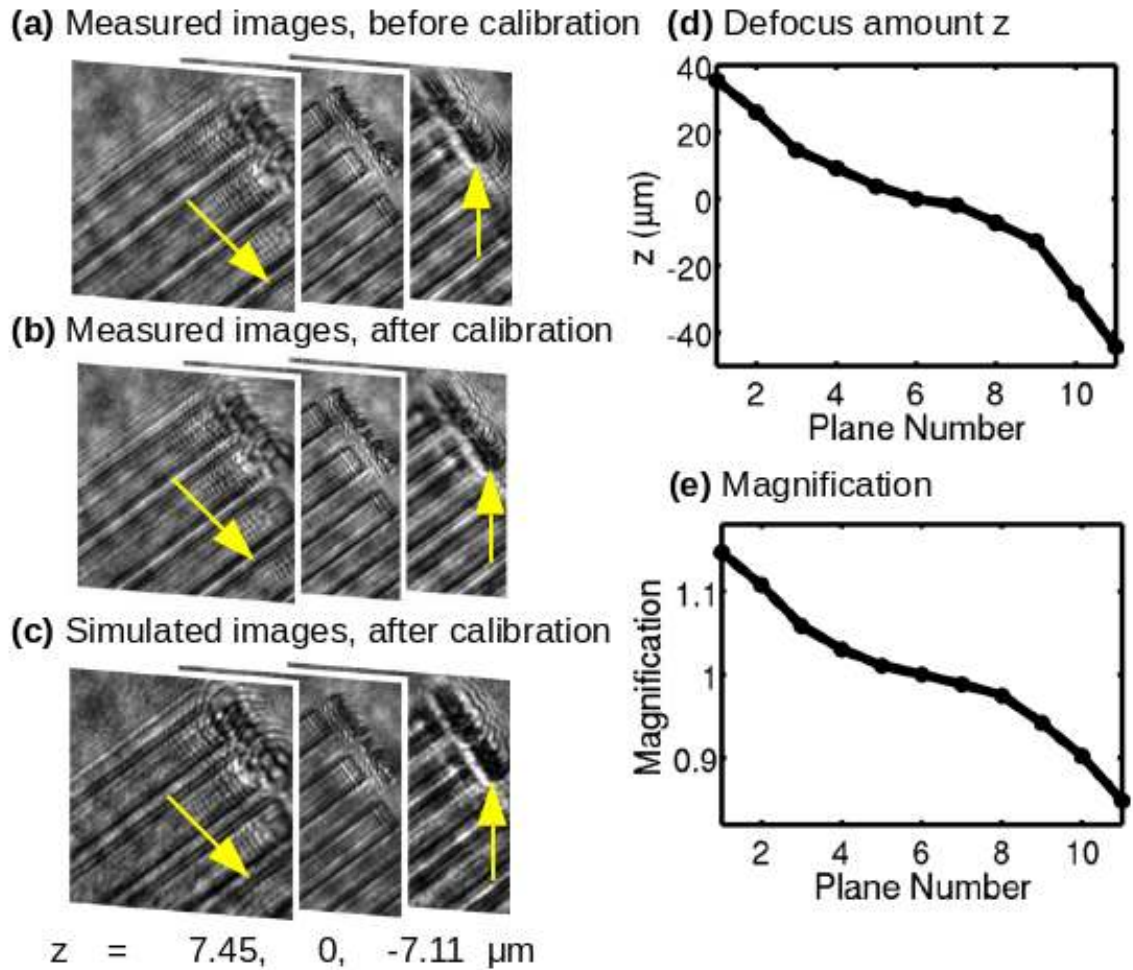 (a) Measured images, before calibration
(b) Measured images, after calibration
(c) Simulated images, after calibration
z = 7.45, 0, -7.11 μm
(d) Defocus amount z
40
20
0
-20
-40
z (μm)
2 4 6 8 10
Plane Number
(e) Magnification
1.1
1
0.9
Magnification
2 4 6 8 10
Plane Number